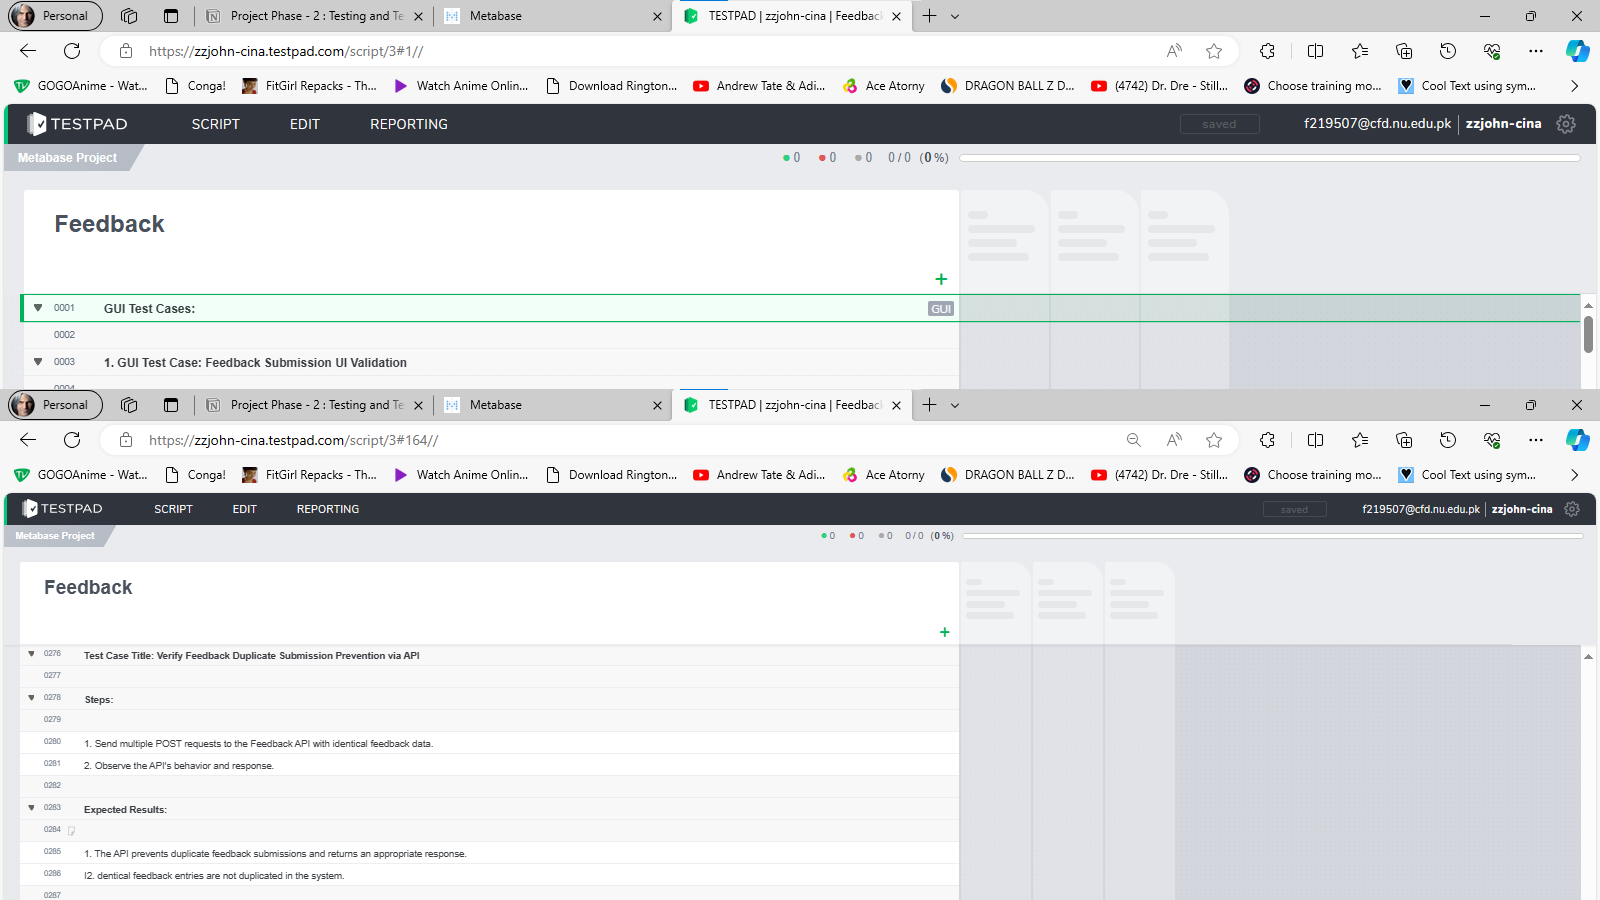 Personal
Project Phase - 2 : Testing and Te
Metabase
TESTPAD | zzjohn-cina | Feedback
https://zzjohn-cina.testpad.com/script/3#1//
GOGOAnime - Wat...
Conga!
FitGirl Repacks - Th...
Watch Anime Onlin...
Download Rington...
Andrew Tate & Adi...
Ace Atorny
DRAGON BALL Z D...
(4742) Dr. Dre - Still...
Choose training mo...
Cool Text using sym...
TESTPAD
SCRIPT
EDIT
REPORTING
saved
f219507@cfd.nu.edu.pk
zzjohn-cina
Metabase Project
0 0 0 0 / 0 (0 %)
Feedback
+
0001 GUI Test Cases: GUI
0002
0003 1. GUI Test Case: Feedback Submission UI Validation
0004
Personal
Project Phase - 2 : Testing and Te
Metabase
TESTPAD | zzjohn-cina | Feedback
https://zzjohn-cina.testpad.com/script/3#164//
GOGOAnime - Wat...
Conga!
FitGirl Repacks - Th...
Watch Anime Onlin...
Download Rington...
Andrew Tate & Adi...
Ace Atorny
DRAGON BALL Z D...
(4742) Dr. Dre - Still...
Choose training mo...
Cool Text using sym...
TESTPAD
SCRIPT
EDIT
REPORTING
saved
f219507@cfd.nu.edu.pk
zzjohn-cina
Metabase Project
0 0 0 0 / 0 (0 %)
Feedback
+
0276 Test Case Title: Verify Feedback Duplicate Submission Prevention via API
0277
0278 Steps:
0279
0280 1. Send multiple POST requests to the Feedback API with identical feedback data.
0281 2. Observe the API's behavior and response.
0282
0283 Expected Results:
0284
0285 1. The API prevents duplicate feedback submissions and returns an appropriate response.
0286 I2. dentical feedback entries are not duplicated in the system.
0287